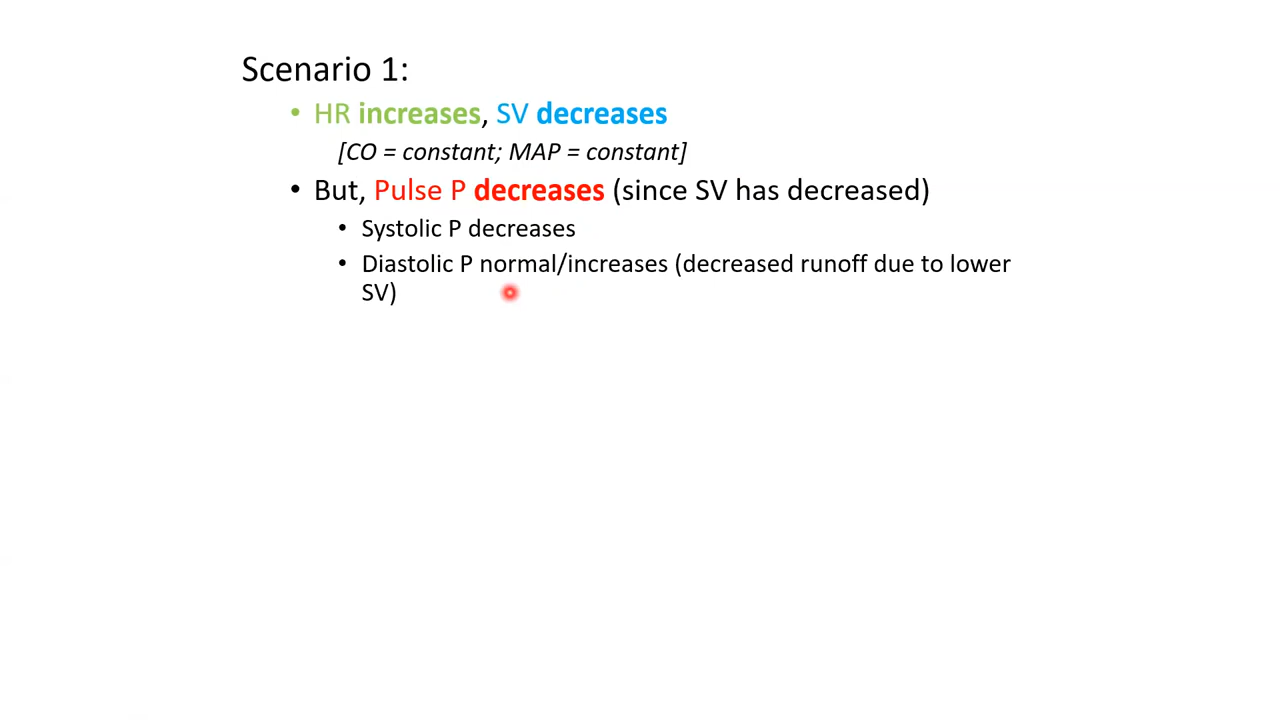 Scenario 1:
• HR increases, SV decreases
[CO = constant; MAP = constant]
• But, Pulse P decreases (since SV has decreased)
• Systolic P decreases
• Diastolic P normal/increases (decreased runoff due to lower
SV)